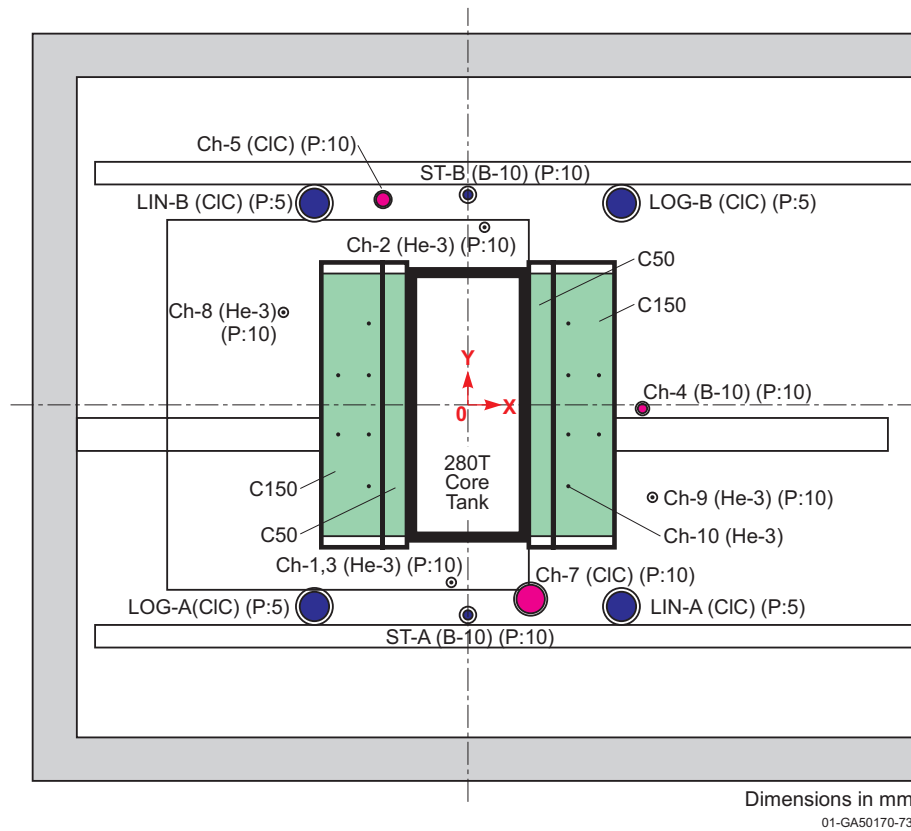 Ch-5 (CIC) (P:10)
ST-B (B-10) (P:10)
LIN-B (CIC) (P:5)
LOG-B (CIC) (P:5)
Ch-2 (He-3) (P:10)
C50
C150
Ch-8 (He-3)
(P:10)
Y
0
X
Ch-4 (B-10) (P:10)
280T
Core
Tank
C150
C50
Ch-9 (He-3) (P:10)
Ch-10 (He-3)
Ch-1,3 (He-3) (P:10)
Ch-7 (CIC) (P:10)
LOG-A(CIC) (P:5)
LIN-A (CIC) (P:5)
ST-A (B-10) (P:10)
Dimensions in mm
01-GA50170-73